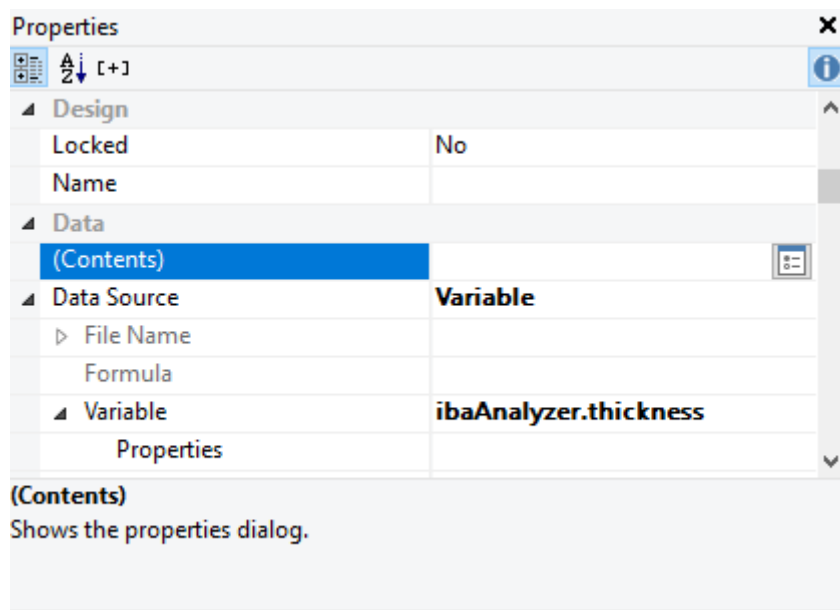 Properties
A Z [+]
Design
Locked No
Name
Data
(Contents)
Data Source Variable
File Name
Formula
Variable ibaAnalyzer.thickness
Properties
(Contents)
Shows the properties dialog.